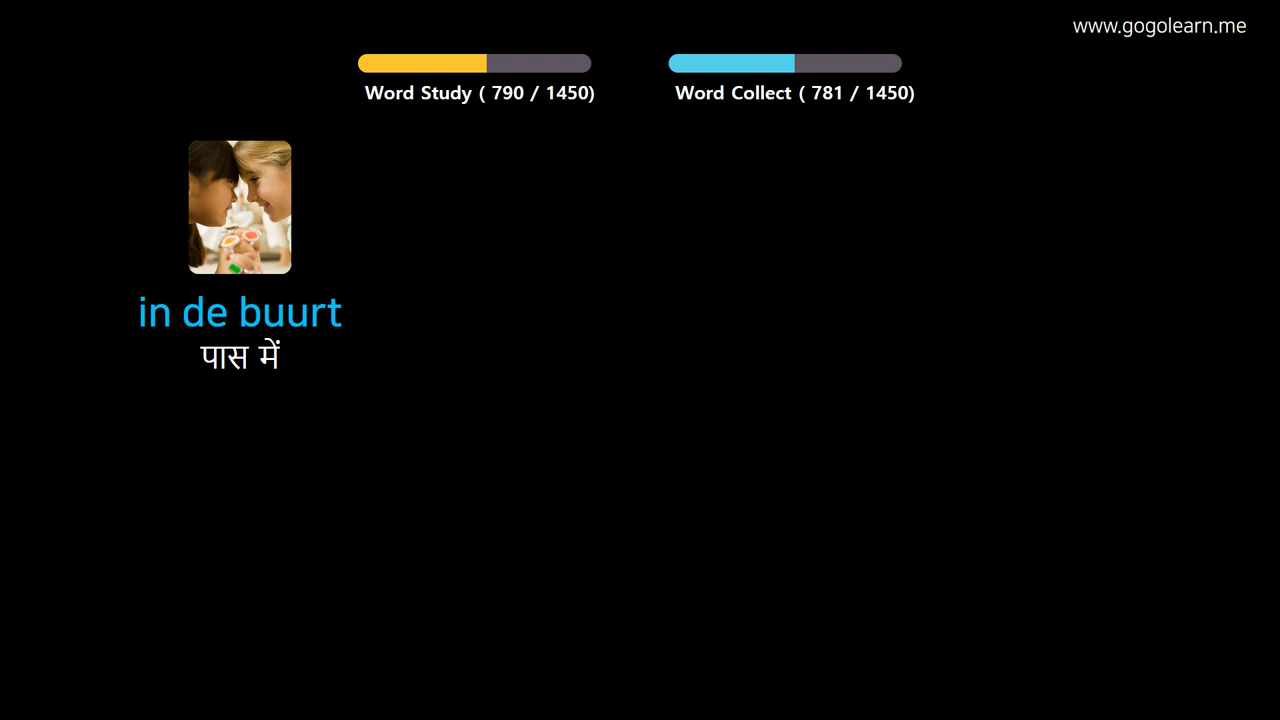 www.gogolearn.me
Word Study ( 790 / 1450)
Word Collect ( 781 / 1450)
in de buurt
पास में